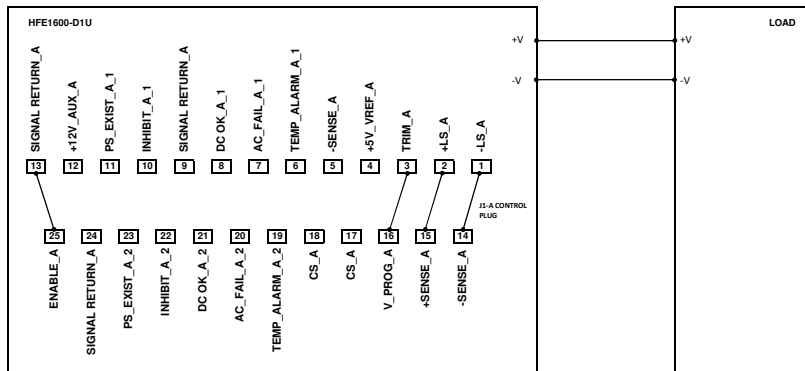 HFE1600-D1U
LOAD
+V
+V
-V
-V
SIGNAL RETURN_A
+12V_AUX_A
PS_EXIST_A_1
INHIBIT_A_1
SIGNAL RETURN_A
DC OK_A_1
AC_FAIL_A_1
TEMP_ALARM_A_1
-SENSE_A
+5V_VREF_A
TRIM_A
+LS_A
-LS_A
13
12
11
10
9
8
7
6
5
4
3
2
1
J1-A CONTROL
PLUG
25
24
23
22
21
20
19
18
17
16
15
14
ENABLE_A
SIGNAL RETURN_A
PS_EXIST_A_2
INHIBIT_A_2
DC OK_A_2
AC_FAIL_A_2
TEMP_ALARM_A_2
CS_A
CS_A
V_PROG_A
+SENSE_A
-SENSE_A